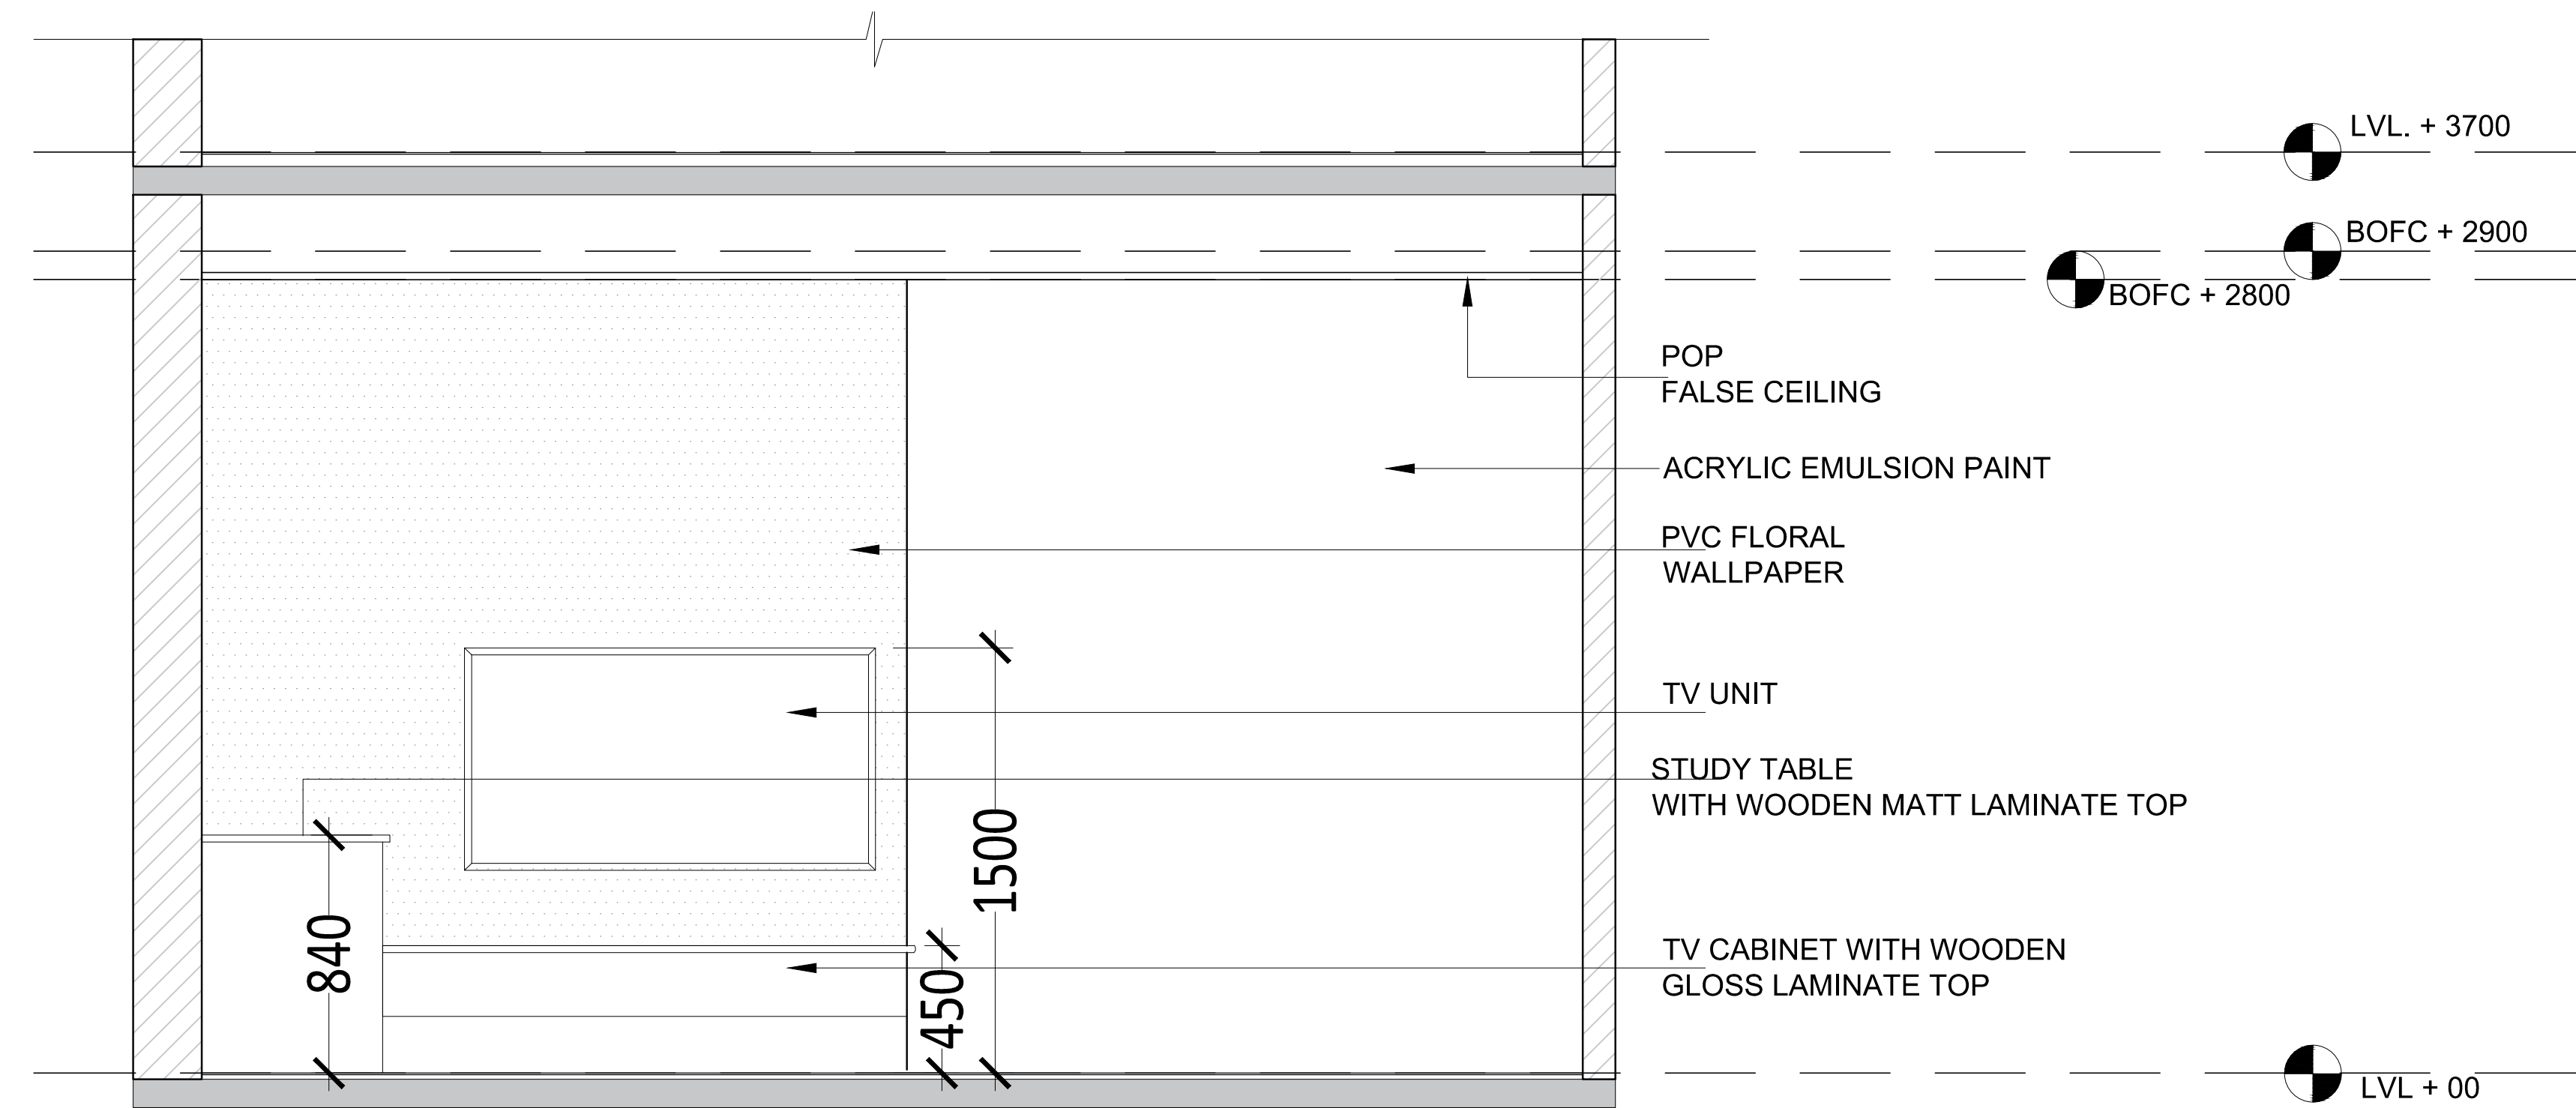 LVL. + 3700
BOFC + 2900
BOFC + 2800
POP
FALSE CEILING
ACRYLIC EMULSION PAINT
PVC FLORAL
WALLPAPER
TV UNIT
STUDY TABLE
WITH WOODEN MATT LAMINATE TOP
1500
840
TV CABINET WITH WOODEN
GLOSS LAMINATE TOP
450
LVL + 00